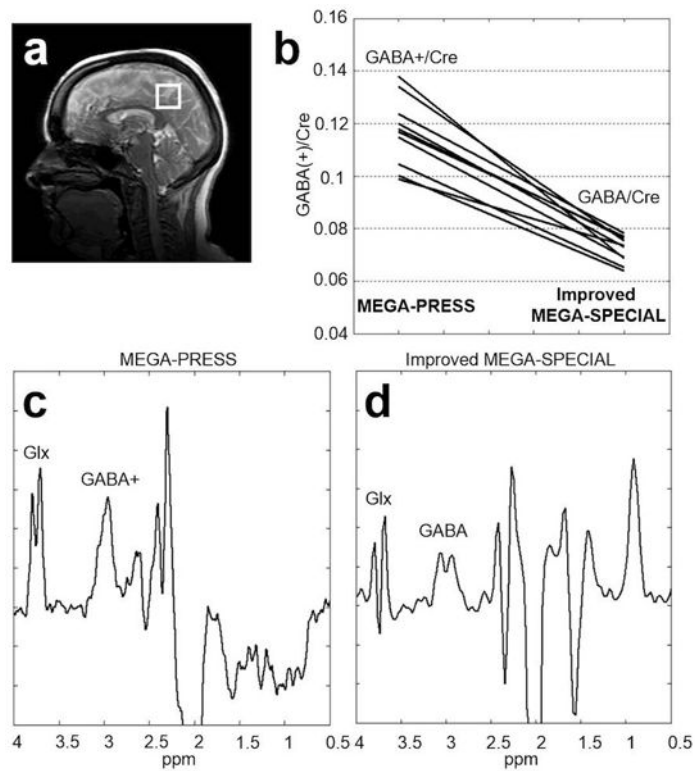 a
b
GABA(+)/Cre
0.16
0.14
0.12
0.1
0.08
0.06
0.04
GABA+/Cre
GABA/Cre
MEGA-PRESS
Improved
MEGA-SPECIAL
MEGA-PRESS
c
Glx
GABA+
4
3.5
3
2.5
2
1.5
1
0.5
ppm
Improved MEGA-SPECIAL
d
Glx
GABA
4
3.5
3
2.5
2
1.5
1
0.5
ppm